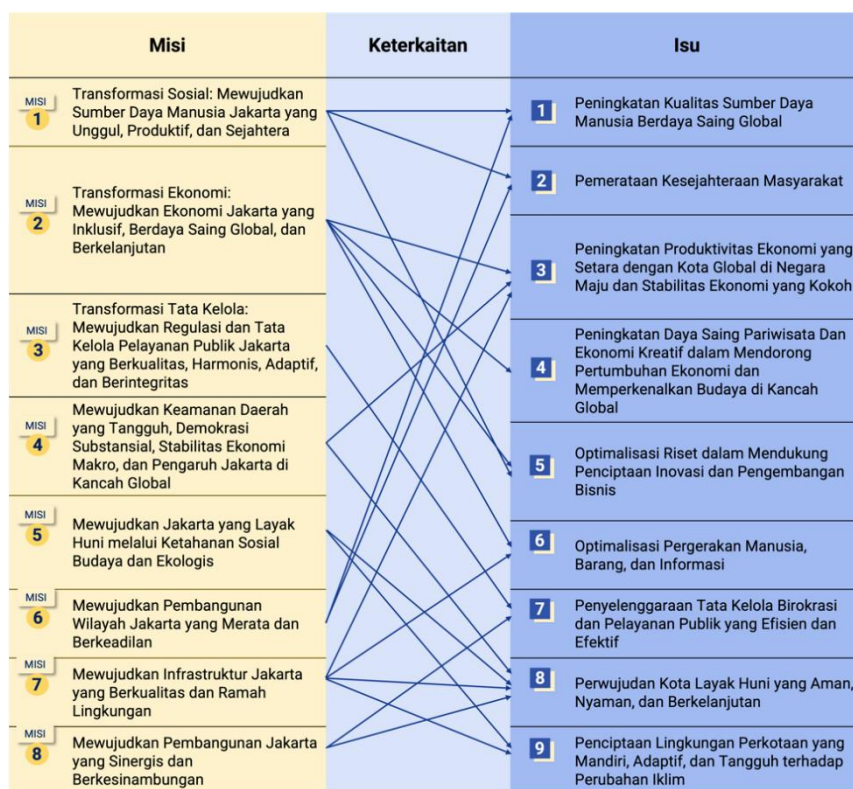 Misi
Keterkaitan
Isu
MISI
1
Transformasi Sosial: Mewujudkan
Sumber Daya Manusia Jakarta yang
Unggul, Produktif, dan Sejahtera
MISI
2
Transformasi Ekonomi:
Mewujudkan Ekonomi Jakarta yang
Inklusif, Berdaya Saing Global, dan
Berkelanjutan
MISI
3
Transformasi Tata Kelola:
Mewujudkan Regulasi dan Tata
Kelola Pelayanan Publik Jakarta
yang Berkualitas, Harmonis, Adaptif,
dan Berintegritas
MISI
4
Mewujudkan Keamanan Daerah
yang Tangguh, Demokrasi
Substansial, Stabilitas Ekonomi
Makro, dan Pengaruh Jakarta di
Kancah Global
MISI
5
Mewujudkan Jakarta yang Layak
Huni melalui Ketahanan Sosial
Budaya dan Ekologis
MISI
6
Mewujudkan Pembangunan
Wilayah Jakarta yang Merata dan
Berkeadilan
MISI
7
Mewujudkan Infrastruktur Jakarta
yang Berkualitas dan Ramah
Lingkungan
MISI
8
Mewujudkan Pembangunan Jakarta
yang Sinergis dan
Berkesinambungan
1
Peningkatan Kualitas Sumber Daya
Manusia Berdaya Saing Global
2
Pemerataan Kesejahteraan Masyarakat
3
Peningkatan Produktivitas Ekonomi yang
Setara dengan Kota Global di Negara
Maju dan Stabilitas Ekonomi yang Kokoh
4
Peningkatan Daya Saing Pariwisata Dan
Ekonomi Kreatif dalam Mendorong
Pertumbuhan Ekonomi dan
Memperkenalkan Budaya di Kancah
Global
5
Optimalisasi Riset dalam Mendukung
Penciptaan Inovasi dan Pengembangan
Bisnis
6
Optimalisasi Pergerakan Manusia,
Barang, dan Informasi
7
Penyelenggaraan Tata Kelola Birokrasi
dan Pelayanan Publik yang Efisien dan
Efektif
8
Perwujudan Kota Layak Huni yang Aman,
Nyaman, dan Berkelanjutan
9
Penciptaan Lingkungan Perkotaan yang
Mandiri, Adaptif, dan Tangguh terhadap
Perubahan Iklim